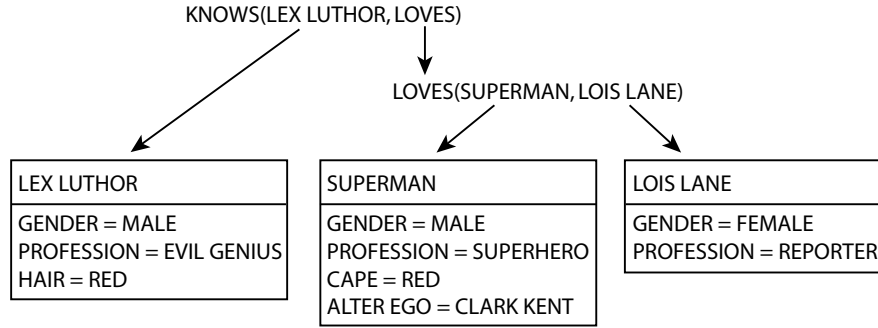 KNOWS(LEX LUTHOR, LOVES)
LOVES(SUPERMAN, LOIS LANE)
LEX LUTHOR
GENDER = MALE
PROFESSION = EVIL GENIUS
HAIR = RED
SUPERMAN
GENDER = MALE
PROFESSION = SUPERHERO
CAPE = RED
ALTER EGO = CLARK KENT
LOIS LANE
GENDER = FEMALE
PROFESSION = REPORTER